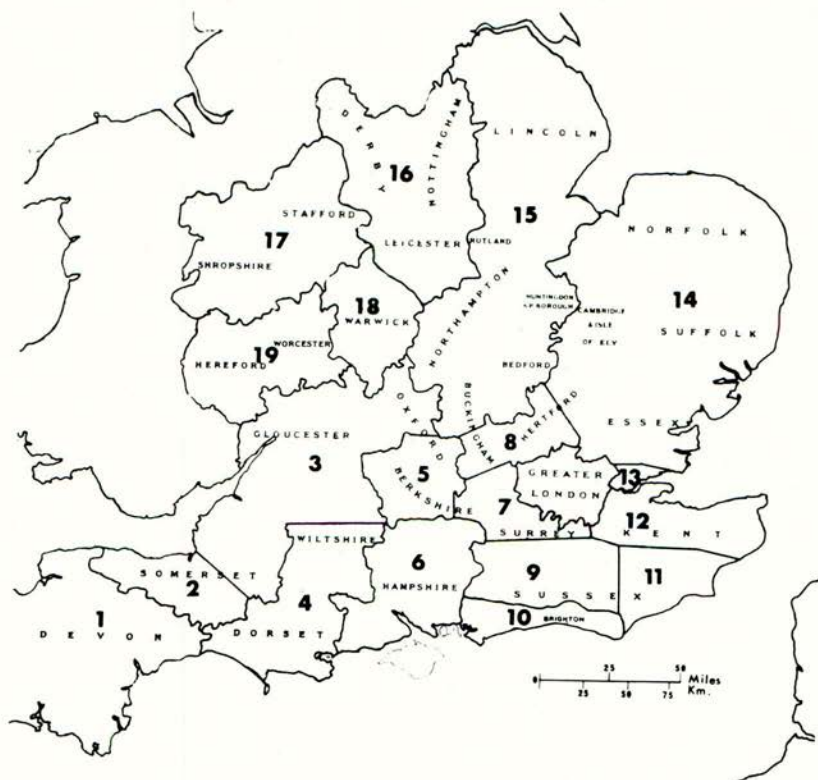 LINCOLN
DERBY
NOTTINGHAM
16
STAFFORD
15
NORFOLK
17
LEICESTER
RUTLAND
SHROPSHIRE
14
18
NORTHAMPTON
HUNTINGDON
CAMBRIDGE
& ISLE
OF ELY
WARWICK
SUFFOLK
WORCESTER
19
HEREFORD
BEDFORD
OXFORD
BUCKINGHAM
HERTFORD
ESSEX
GLOUCESTER
8
3
5
BERKSHIRE
GREATER
LONDON
13
7
12
SURREY
KENT
WILTSHIRE
6
SOMERSET
2
HAMPSHIRE
9
11
SUSSEX
4
1
DEVON
DORSET
10
BRIGHTON
0 25 50 Miles
25 50 75 Km.